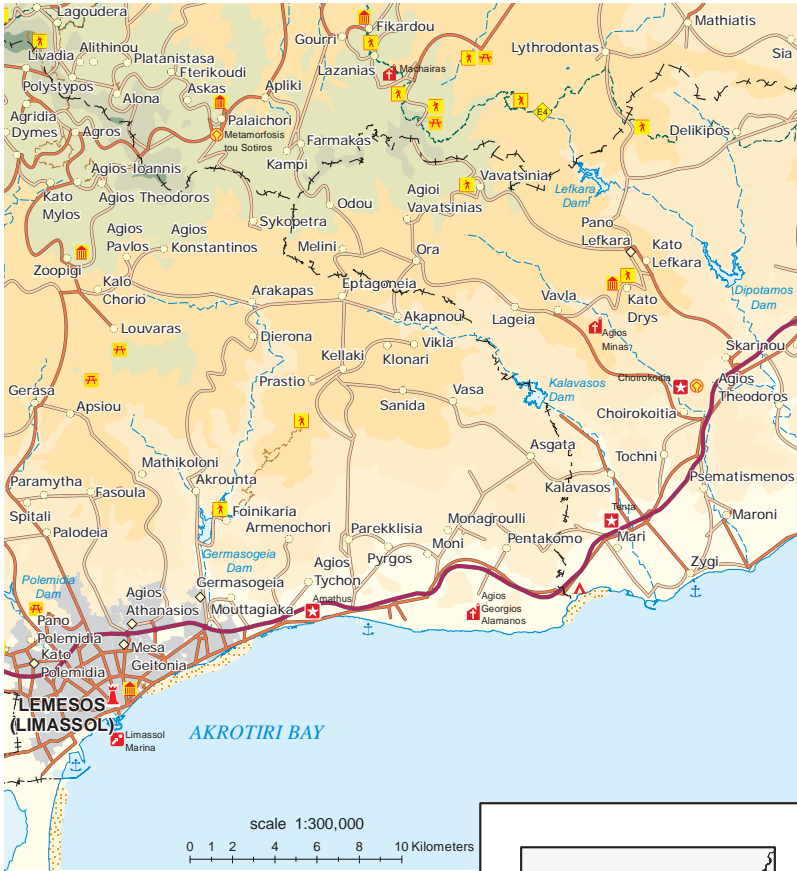 Lagoudera
Fikardou
Mathiatis
Gourri
Livadia
Alithinou
Platanistasa
Lythrodontas
Sia
Fterikoudi
Lazanias
Machairas
Polystypos
Askas
Apliki
Alona
E4
Agridia
Palaichori
Dymes
Agros
Metamorfosis
tou Sotiros
Farmakas
Delikipos
Kampi
Agios Ioannis
Vavatsinia
Kato
Mylos
Agios Theodoros
Agioi
Vavatsinias
Lefkara
Dam
Odou
Sykopetra
Pano
Lefkara
Agios
Pavlos
Agios
Konstantinos
Melini
Ora
Kato
Lefkara
Zoopigi
Kalo
Chorio
Arakapas
Eptagoneia
Dipotamos
Dam
Vavla
Kato
Drys
Akapnou
Lageia
Louvaras
Dierona
Agios
Minas
Vikla
Skarinou
Kellaki
Klonari
Prastio
Kalavasos
Dam
Choirokoitia
Agios
Theodoros
Gerasa
Vasa
Apsiou
Sanida
Choirokoitia
Asgata
Tochni
Mathikoloni
Paramytha
Akrounta
Kalavasos
Psematismenos
Fasoula
Spitali
Foinikaria
Tenta
Maroni
Palodeia
Armenochori
Monagroulli
Parekklisia
Pentakomo
Mari
Germasogeia
Dam
Moni
Pyrgos
Agios
Tychon
Zygi
Polemidia
Dam
Germasogeia
Agios
Athanasios
Amathus
Agios
Georgios
Alamanos
Mouttagiaka
Pano
Polemidia
Kato
Polemidia
Mesa
Geitonia
LEMESOS
(LIMASSOL)
Limassol
Marina
AKROTIRI BAY
scale 1:300,000
0 1 2 4 6 8 10 Kilometers